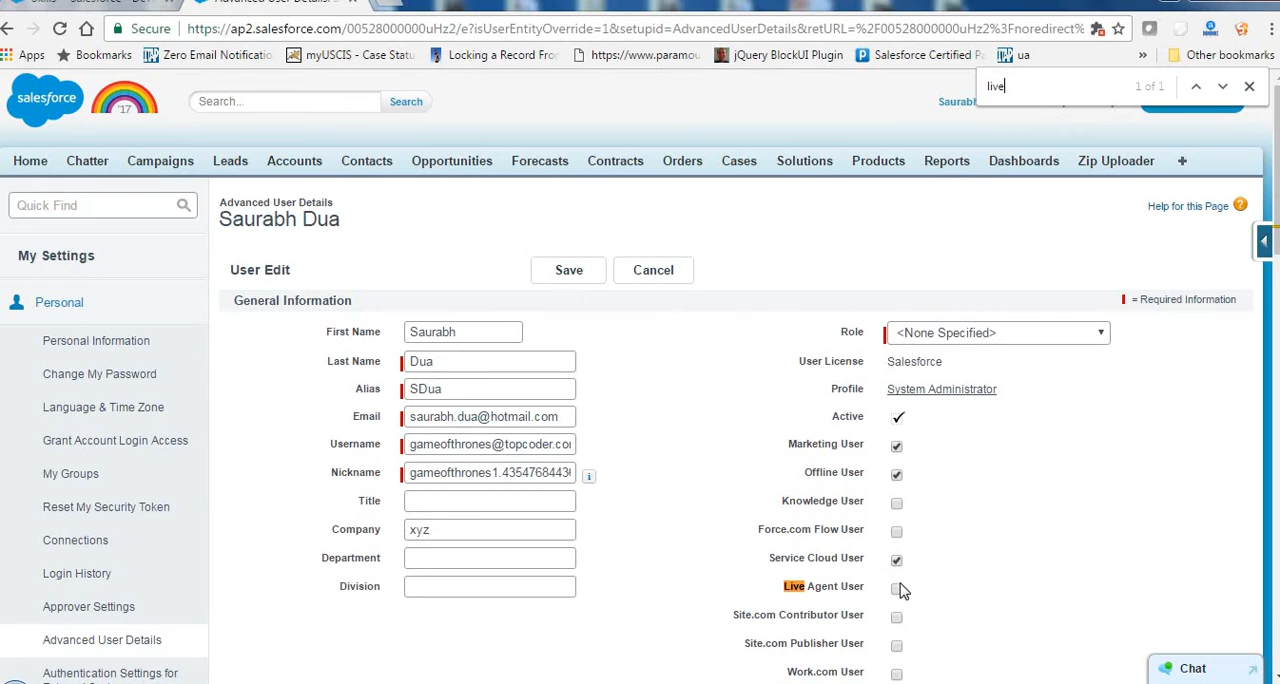 Skills ~ Salesforce - Dev
Advanced User Details
Secure
https://ap2.salesforce.com/00528000000uHz2/e?isUserEntityOverride=1&setupid=AdvancedUserDetails&retURL=%2F00528000000uHz2%3Fnoredirect%
Apps Bookmarks Zero Email Notificatio myUSCIS - Case Statu Locking a Record Fro https://www.paramou jQuery BlockUI Plugin Salesforce Certified ua » Other bookmarks
live 1 of 1
salesforce '17 Search... Search Saurabh
Home Chatter Campaigns Leads Accounts Contacts Opportunities Forecasts Contracts Orders Cases Solutions Products Reports Dashboards Zip Uploader +
Quick Find
My Settings
Personal
Personal Information
Change My Password
Language & Time Zone
Grant Account Login Access
My Groups
Reset My Security Token
Connections
Login History
Approver Settings
Advanced User Details
Authentication Settings for
Advanced User Details
Saurabh Dua
Help for this Page ?
User Edit Save Cancel
General Information = Required Information
First Name Saurabh
Last Name Dua
Alias SDua
Email saurabh.dua@hotmail.com
Username gameofthrones@topcoder.co
Nickname gameofthrones1.4354768443 i
Title
Company xyz
Department
Division
Role <None Specified>
User License Salesforce
Profile System Administrator
Active
Marketing User
Offline User
Knowledge User
Force.com Flow User
Service Cloud User
Live Agent User
Site.com Contributor User
Site.com Publisher User
Work.com User
Chat